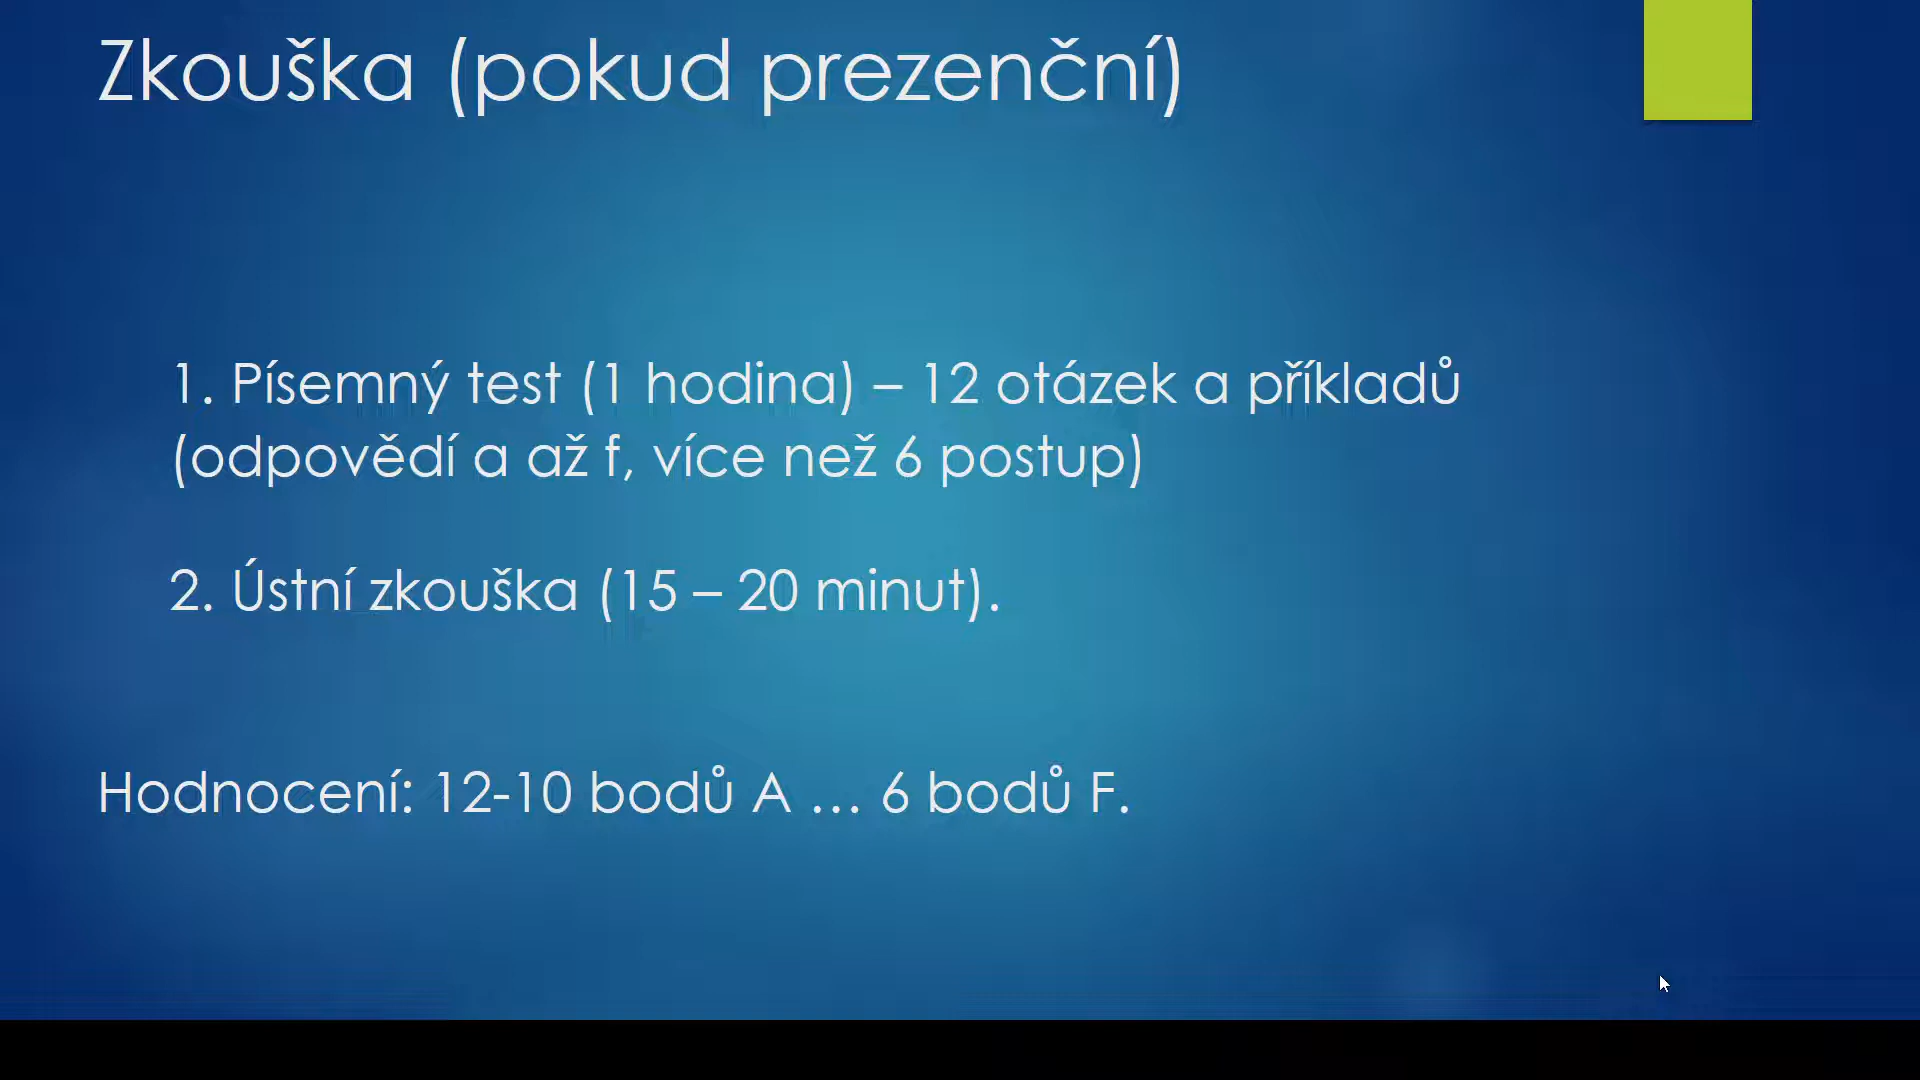 Zkouška (pokud prezenční)
1. Písemný test (1 hodina) – 12 otázek a příkladů
(odpovědí a až f, více než 6 postup)
2. Ústní zkouška (15 – 20 minut).
Hodnocení: 12-10 bodů A … 6 bodů F.